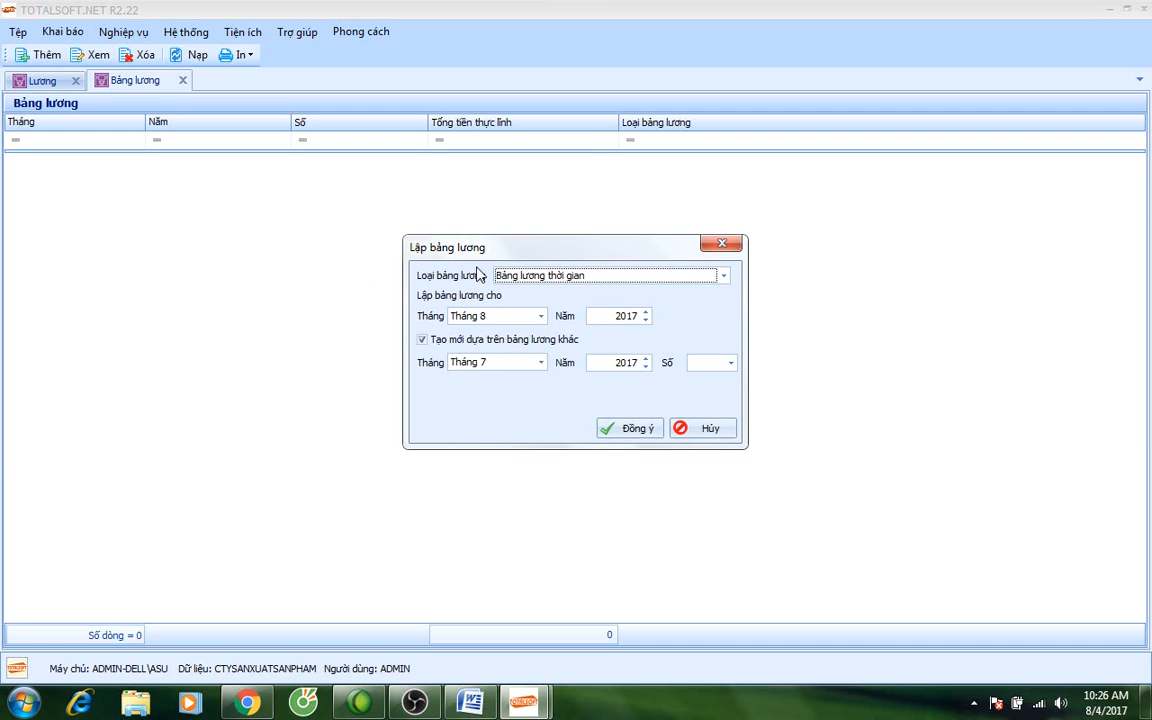 TOTALSOFT.NET R2.22
Tệp Khai báo Nghiệp vụ Hệ thống Tiện ích Trợ giúp Phong cách
Thêm Xem Xóa Nạp In
Lương Bảng lương
Bảng lương
Tháng Năm Số Tổng tiền thực lĩnh Loại bảng lương
Lập bảng lương
Loại bảng lương Bảng lương thời gian
Lập bảng lương cho
Tháng Tháng 8 Năm 2017
Tạo mới dựa trên bảng lương khác
Tháng Tháng 7 Năm 2017 Số
Đồng ý Hủy
Số dòng = 0 0
Máy chủ: ADMIN-DELL\ASU Dữ liệu: CTYSANXUATSANPHAM Người dùng: ADMIN
10:26 AM
8/4/2017